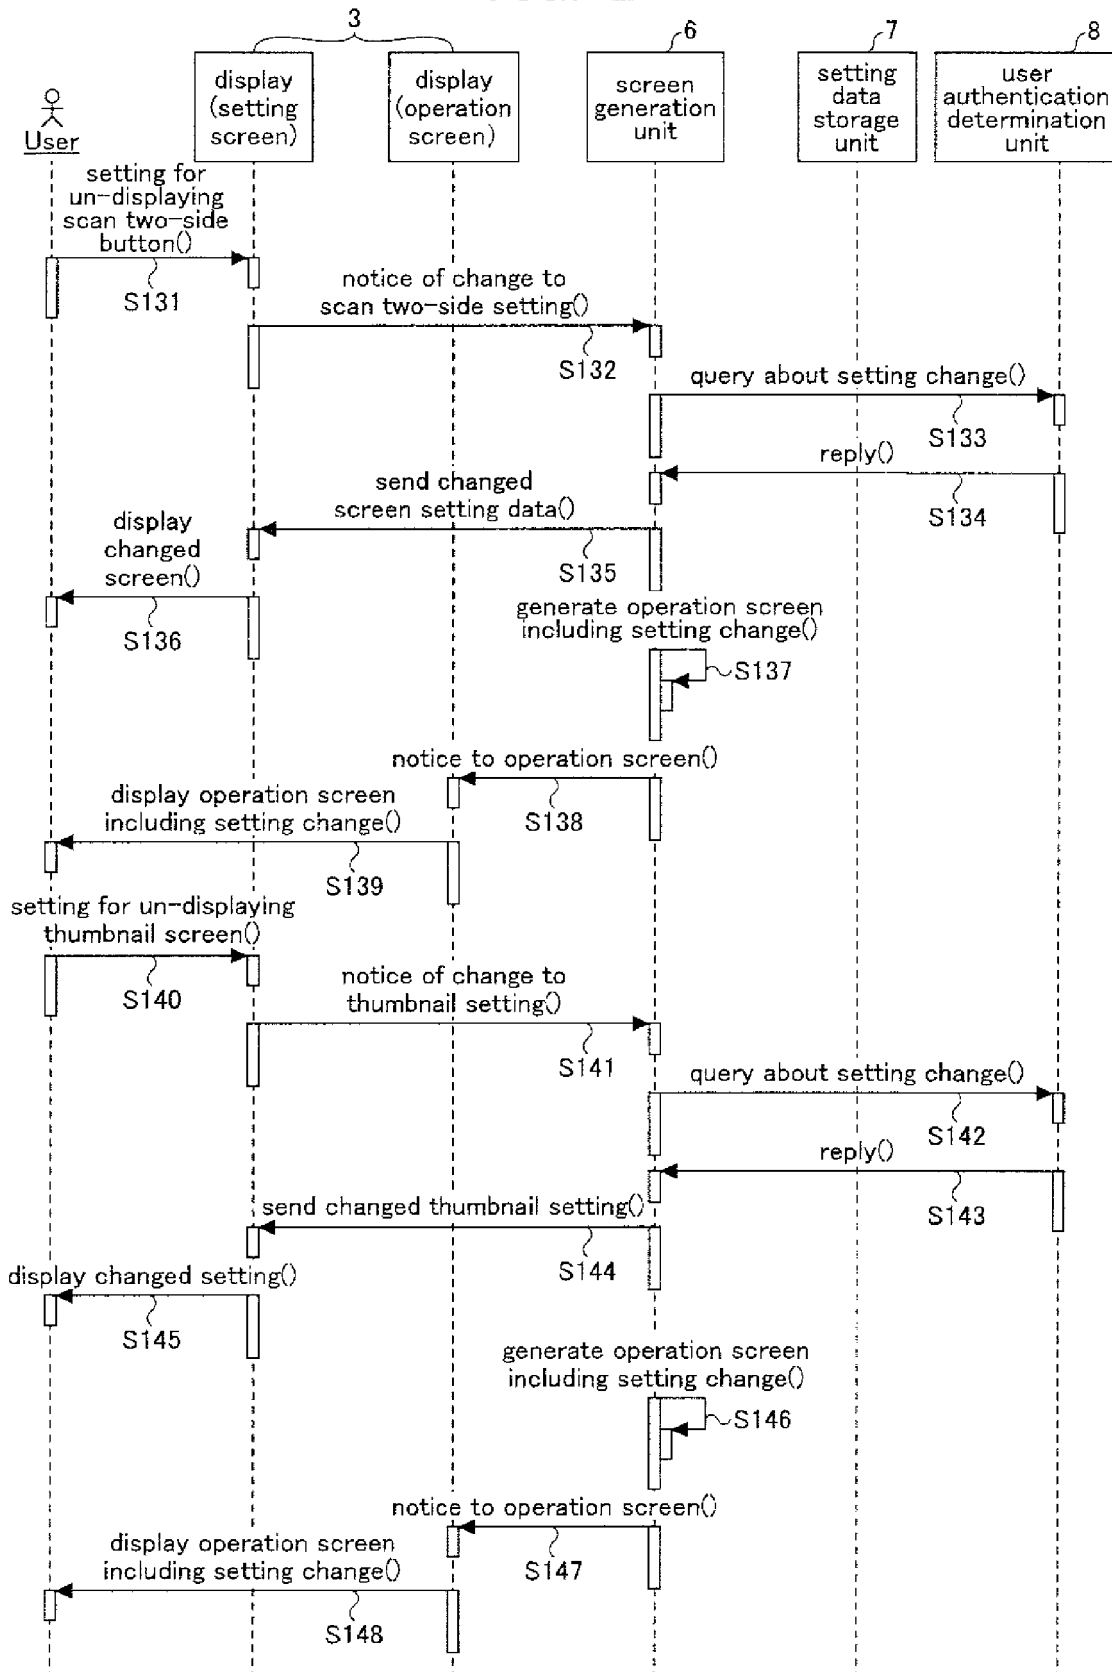 3
6
7
8
User
display
(setting
screen)
display
(operation
screen)
screen
generation
unit
setting
data
storage
unit
user
authentication
determination
unit
setting for
un-displaying
scan two-side
button()
S131
notice of change to
scan two-side setting()
S132
query about setting change()
S133
reply()
S134
send changed
screen setting data()
S135
display
changed
screen()
S136
generate operation screen
including setting change()
S137
notice to operation screen()
S138
display operation screen
including setting change()
S139
setting for un-displaying
thumbnail screen()
S140
notice of change to
thumbnail setting()
S141
query about setting change()
S142
reply()
S143
send changed thumbnail setting()
S144
display changed setting()
S145
generate operation screen
including setting change()
S146
notice to operation screen()
S147
display operation screen
including setting change()
S148